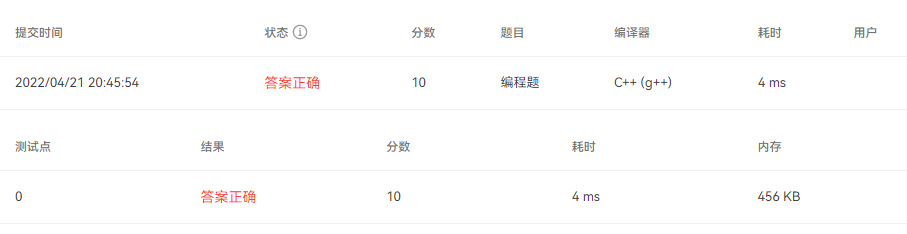 提交时间 状态 分数 题目 编译器 耗时 用户
2022/04/21 20:45:54 答案正确 10 编程题 C++ (g++) 4 ms
测试点 结果 分数 耗时 内存
0 答案正确 10 4 ms 456 KB